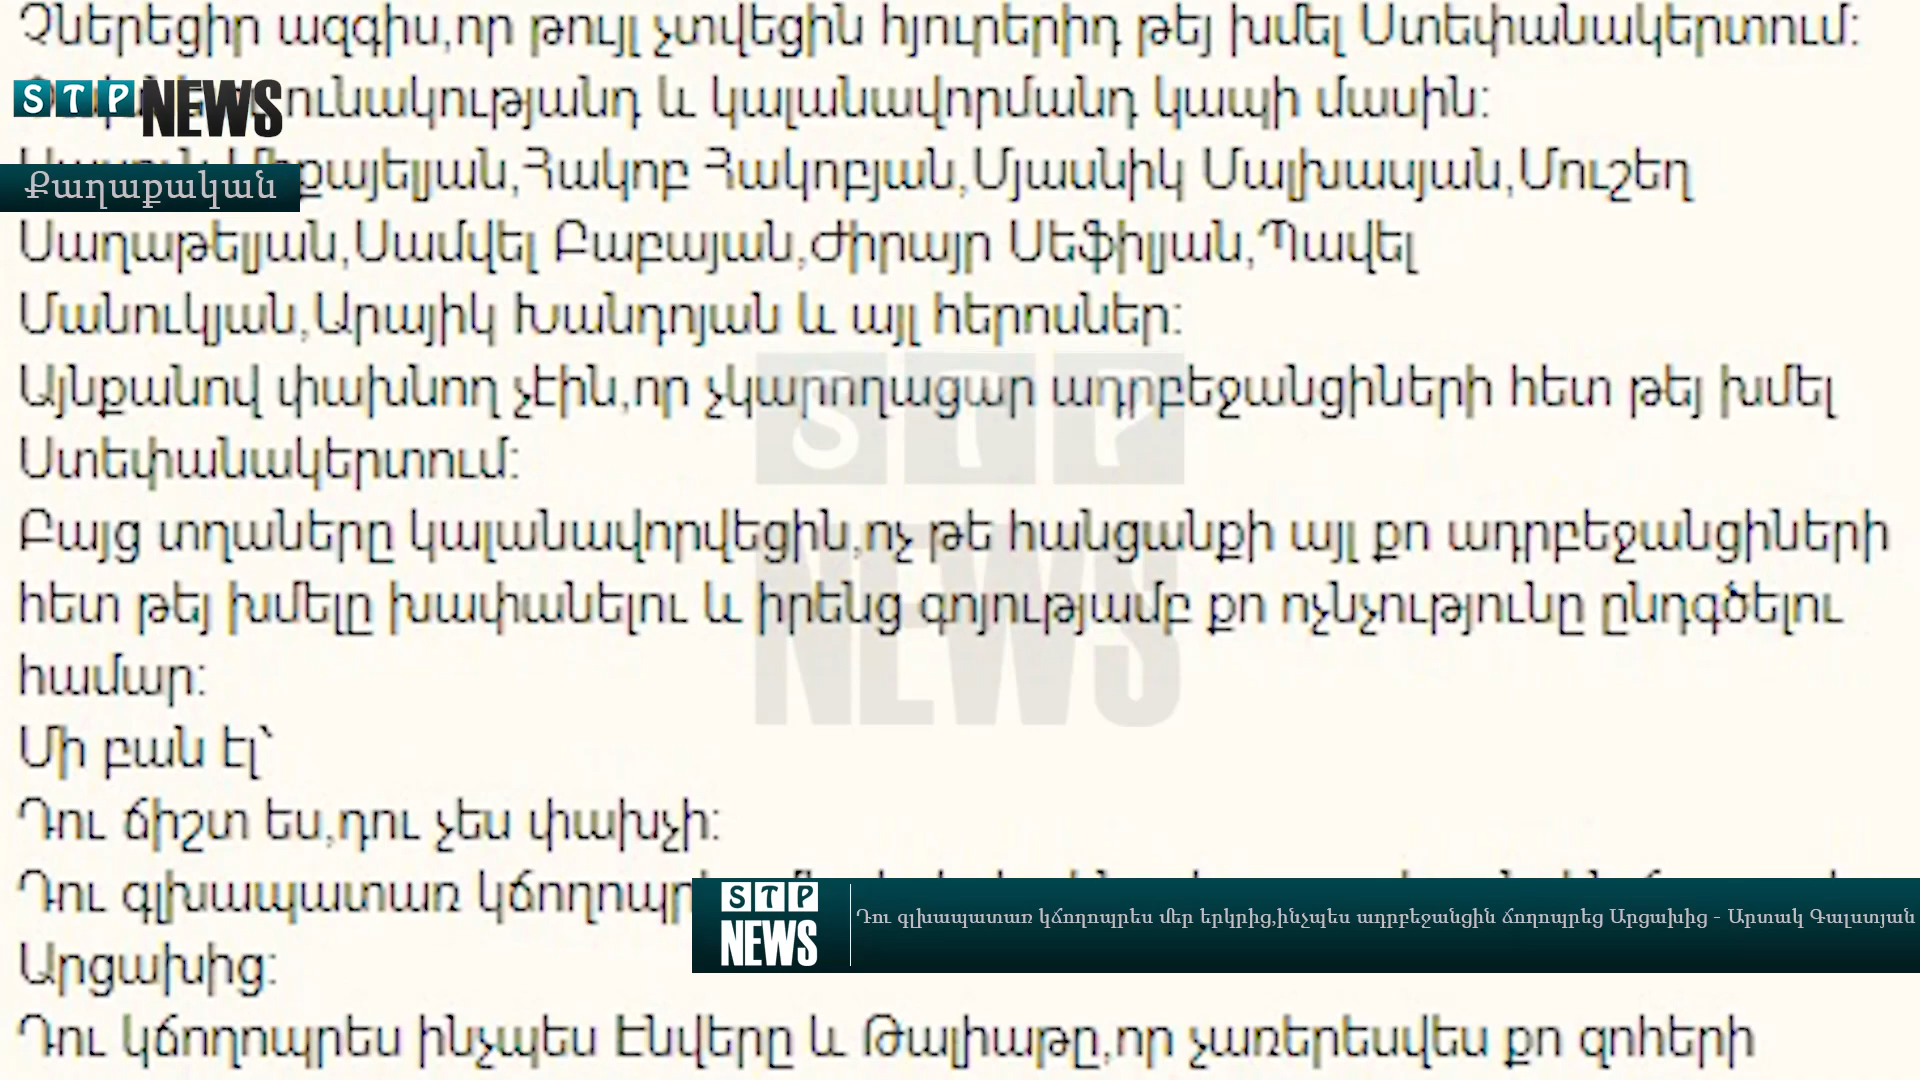 Չներեցիր ազգիս,որ թույլ չտվեցին հյուրերիդ թեյ խմել Ստեփանակերտում:
STP NEWS
ունակությանդ և կալանավորմանդ կապի մասին:
քայելյան,Հակոբ Հակոբյան,Մյասնիկ Մալխասյան,Մուշեղ
Քաղաքական
Սաղաթելյան,Սամվել Բաբայան,Ժիրայր Սեֆիլյան,Պավել
Մանուկյան,Արայիկ Խանդոյան և այլ հերոսներ:
Այնքանով փախնող չէին,որ չկարողացար ադրբեջանցիների հետ թեյ խմել
Ստեփանակերտում:
STP
NEWS
Բայց տղաները կալանավորվեցին,ոչ թե հանցանքի այլ քո ադրբեջանցիների
հետ թեյ խմելը խափանելու և իրենց գոյությամբ քո ոչնչությունը ընդգծելու
համար:
Մի բան էլ՝
Դու ճիշտ ես,դու չես փախչի:
Դու գլխապատառ կճողոպր
STP
NEWS
Դու գլխապատառ կճողոպրես մեր երկրից,ինչպես ադրբեջանցին ճողոպրեց Արցախից - Արտակ Գալստյան
Արցախից:
Դու կճողոպրես ինչպես Էնվերը և Թալիաթը,որ չառերեսվես քո զոհերի